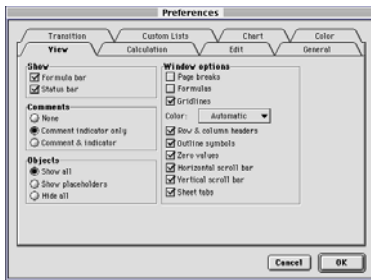 Preferences
Transition Custom Lists Chart Color
View Calculation Edit General
Show
Formula bar
Status bar
Comments
None
Comment indicator only
Comment & indicator
Objects
Show all
Show placeholders
Hide all
Window options
Page breaks
Formulas
Gridlines
Color: Automatic
Row & column headers
Outline symbols
Zero values
Horizontal scroll bar
Vertical scroll bar
Sheet tabs
Cancel OK